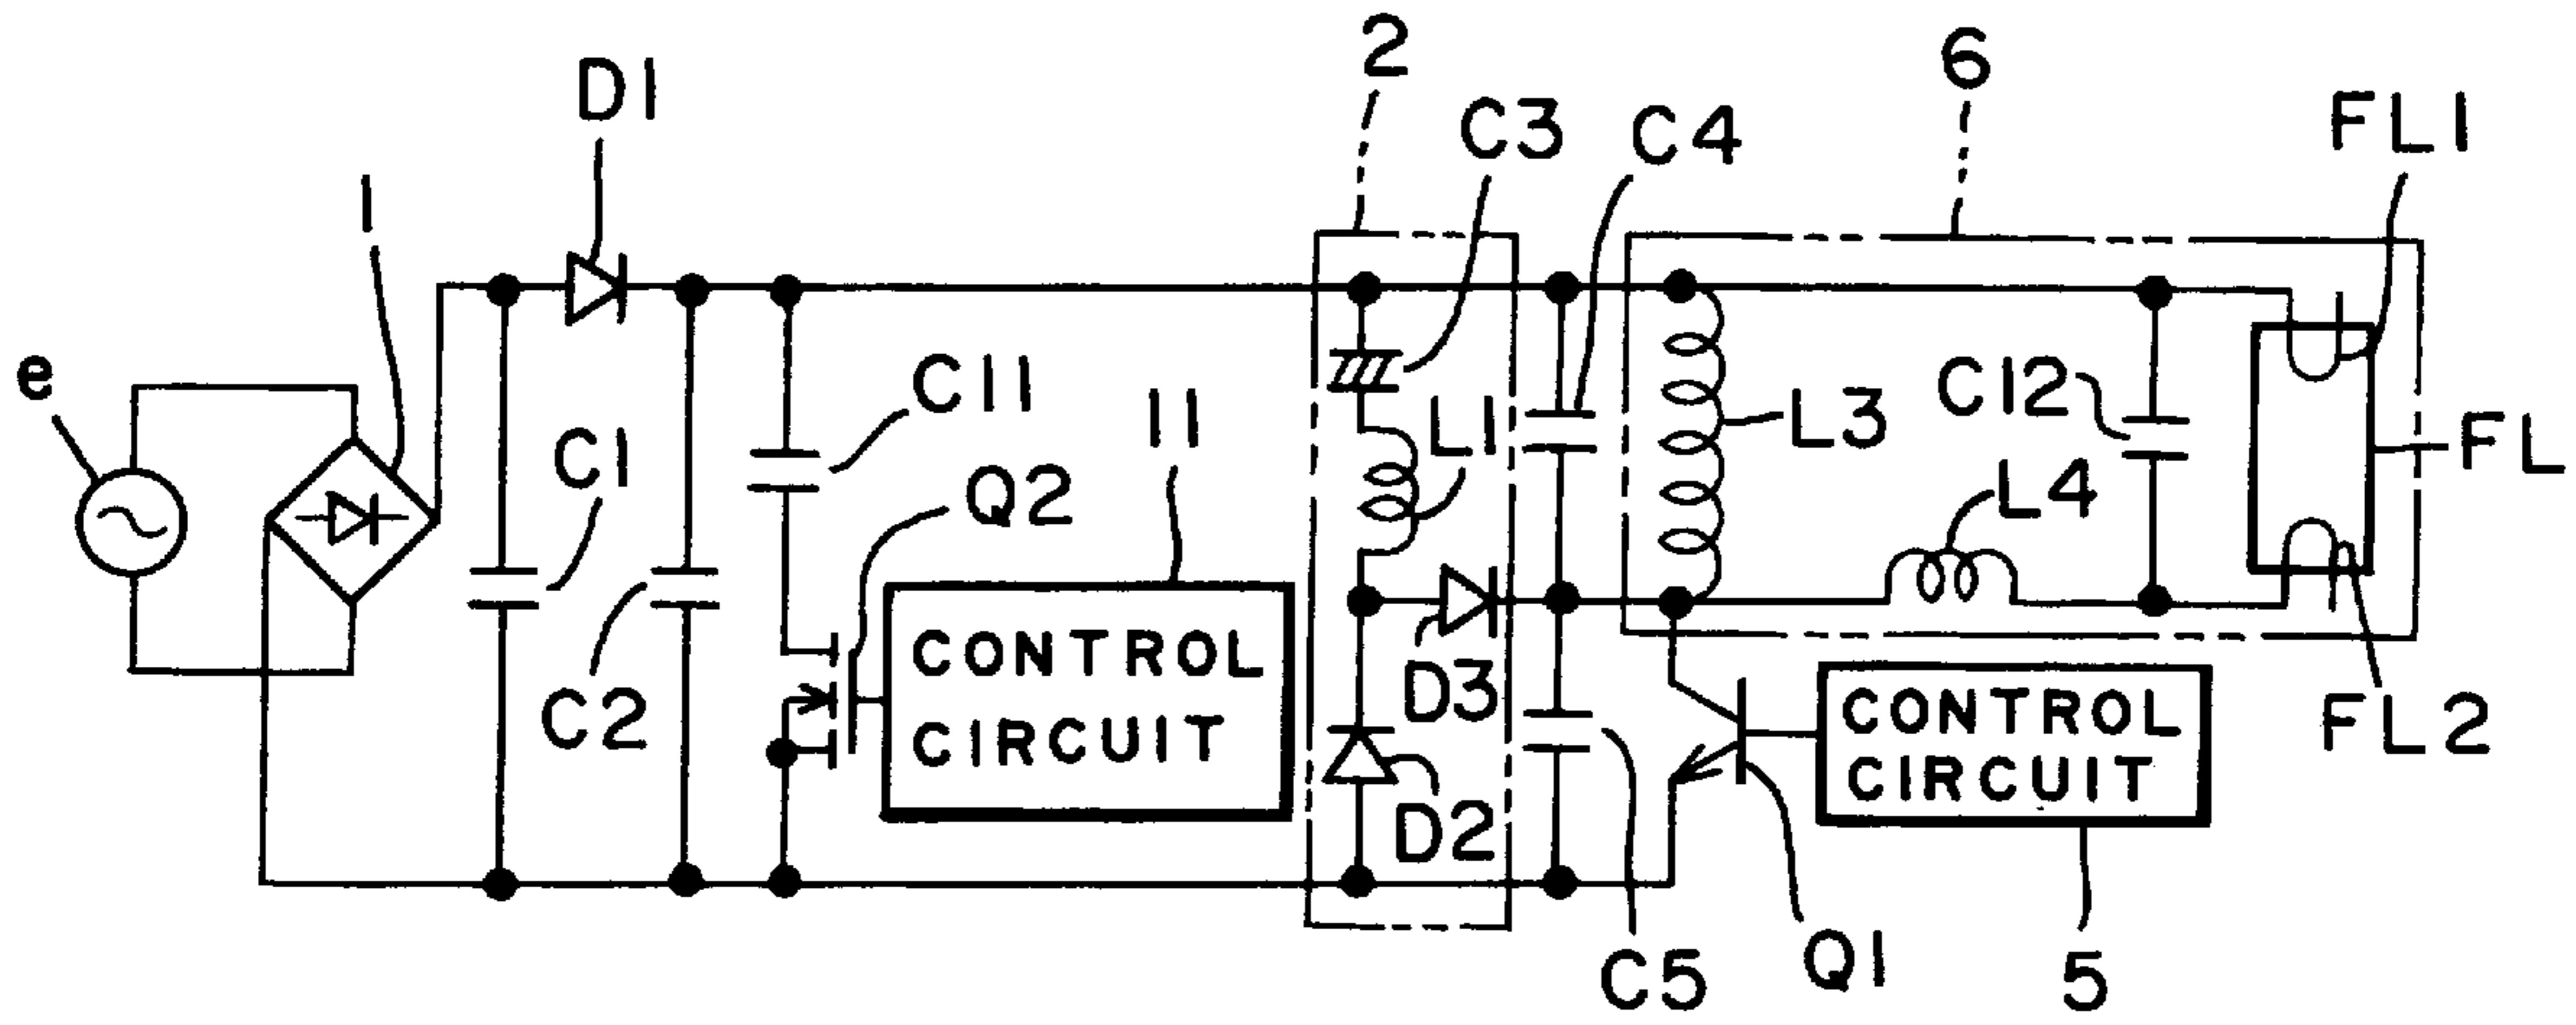 2
6
D1
C3
C4
FL1
1
e
C11
11
L1
L3
C12
FL
C1
Q2
L4
CONTROL
CIRCUIT
C2
D3
CONTROL
CIRCUIT
FL2
D2
C5
Q1
5